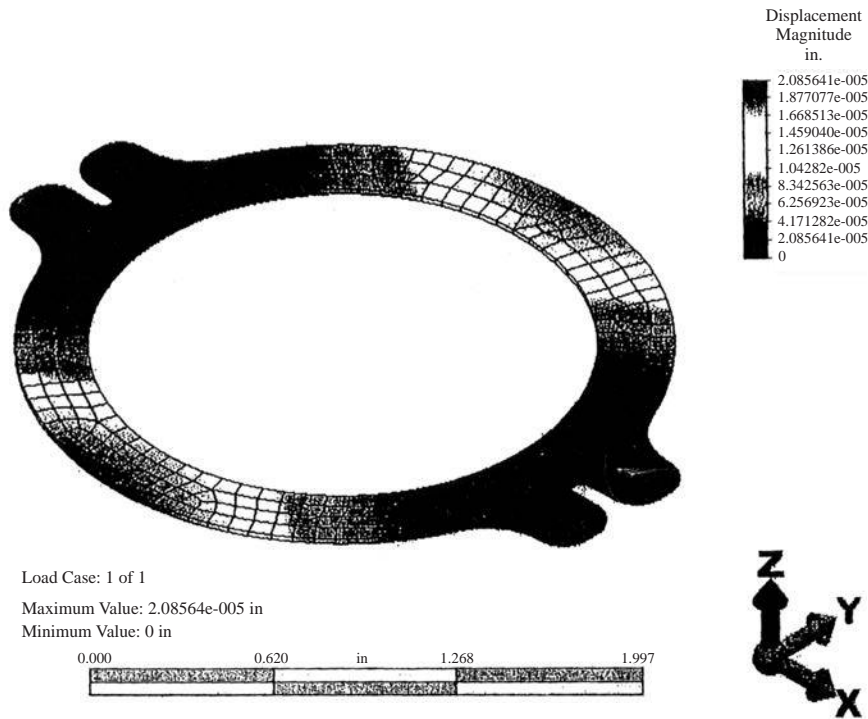 Displacement
Magnitude
in.
2.085641e-005
1.877077e-005
1.668513e-005
1.459040e-005
1.261386e-005
1.04282e-005
8.342563e-005
6.256923e-005
4.171282e-005
2.085641e-005
0
Load Case: 1 of 1
Maximum Value: 2.08564e-005 in
Minimum Value: 0 in
0.000 0.620 in 1.268 1.997
Z
Y
X